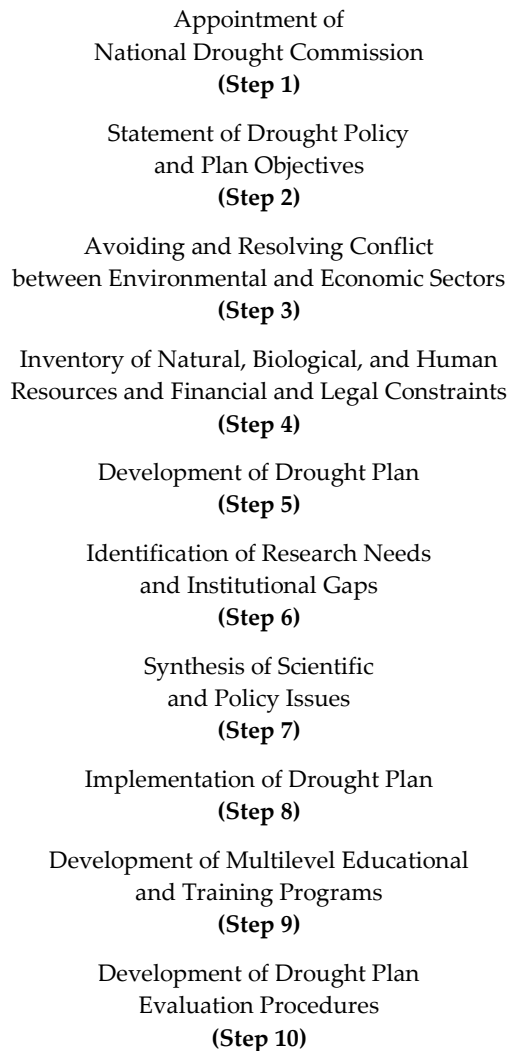 Appointment of
National Drought Commission
(Step 1)
Statement of Drought Policy
and Plan Objectives
(Step 2)
Avoiding and Resolving Conflict
between Environmental and Economic Sectors
(Step 3)
Inventory of Natural, Biological, and Human
Resources and Financial and Legal Constraints
(Step 4)
Development of Drought Plan
(Step 5)
Identification of Research Needs
and Institutional Gaps
(Step 6)
Synthesis of Scientific
and Policy Issues
(Step 7)
Implementation of Drought Plan
(Step 8)
Development of Multilevel Educational
and Training Programs
(Step 9)
Development of Drought Plan
Evaluation Procedures
(Step 10)